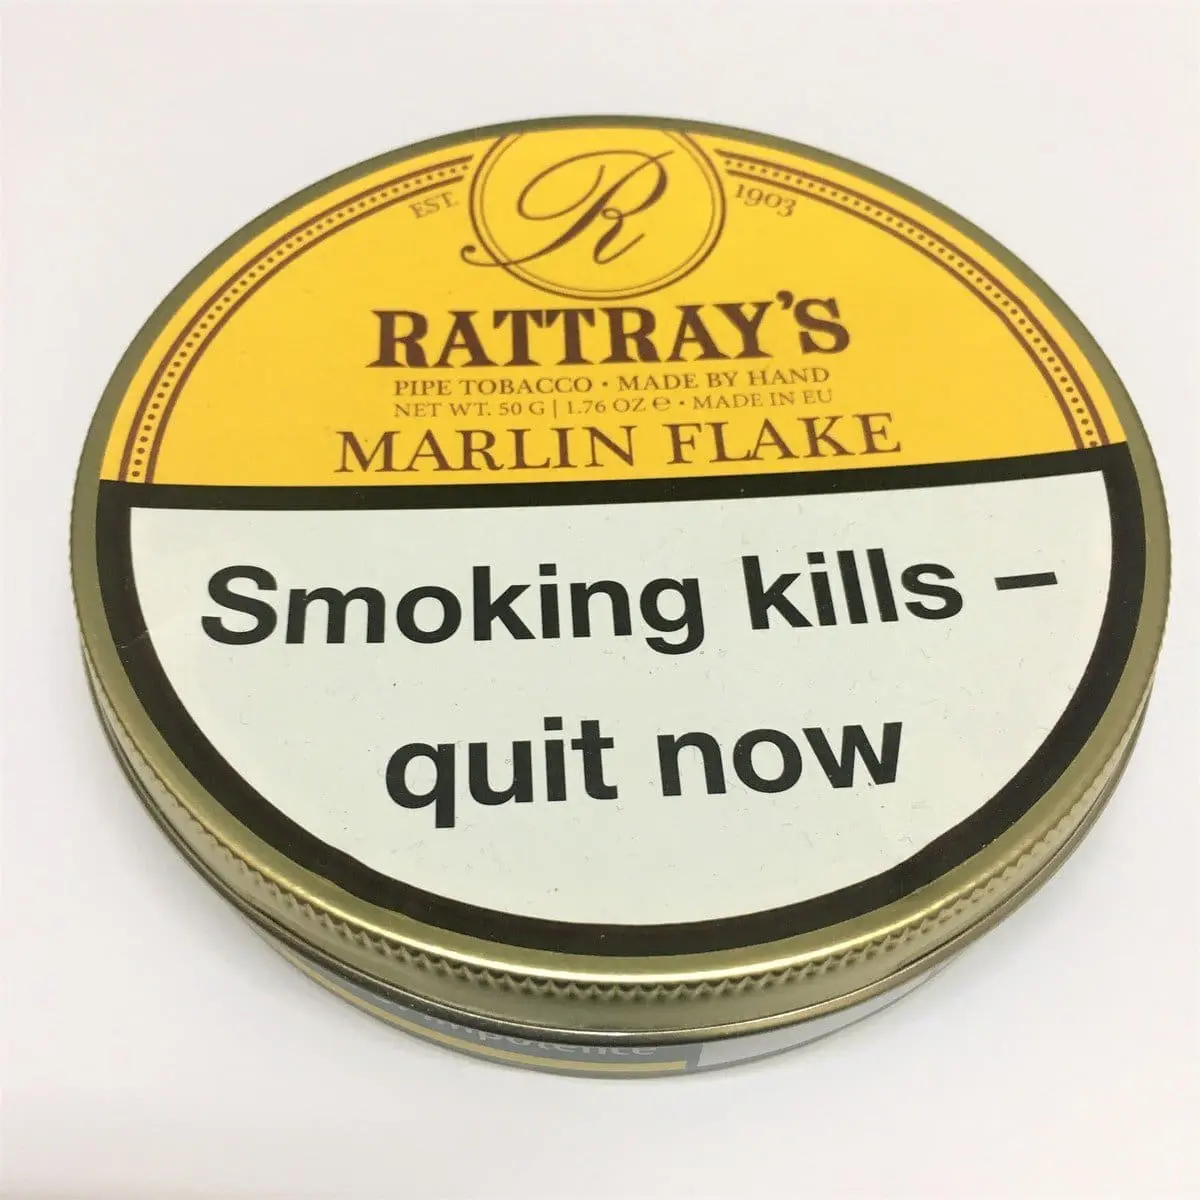 R
EST. 1903
RATTRAY'S
PIPE TOBACCO • MADE BY HAND
NET WT. 50 G | 1.76 OZ ℮ • MADE IN EU
MARLIN FLAKE
Smoking kills –
quit now